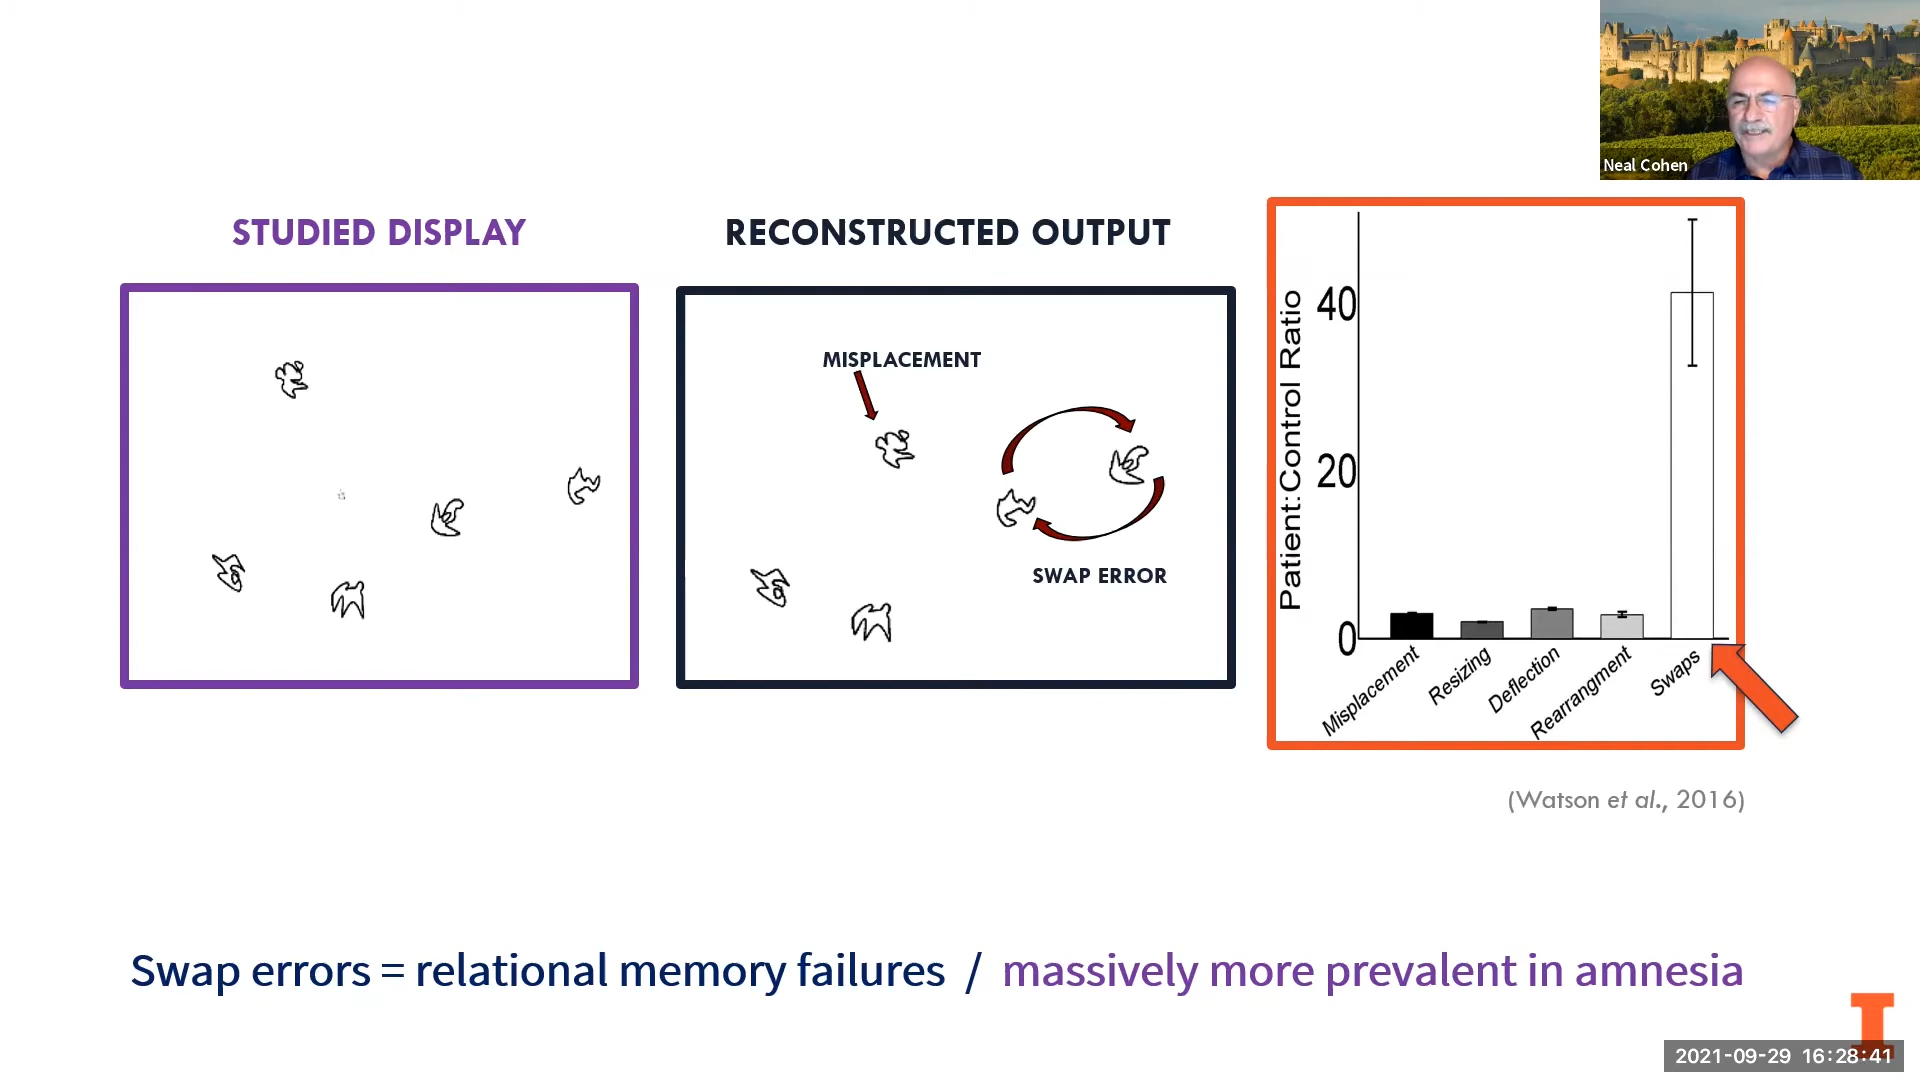 Neal Cohen
STUDIED DISPLAY
RECONSTRUCTED OUTPUT
MISPLACEMENT
SWAP ERROR
Patient:Control Ratio
40
20
0
Misplacement
Resizing
Deflection
Rearrangment
Swaps
(Watson et al., 2016)
Swap errors = relational memory failures / massively more prevalent in amnesia
I
2021-09-29 16:28:41